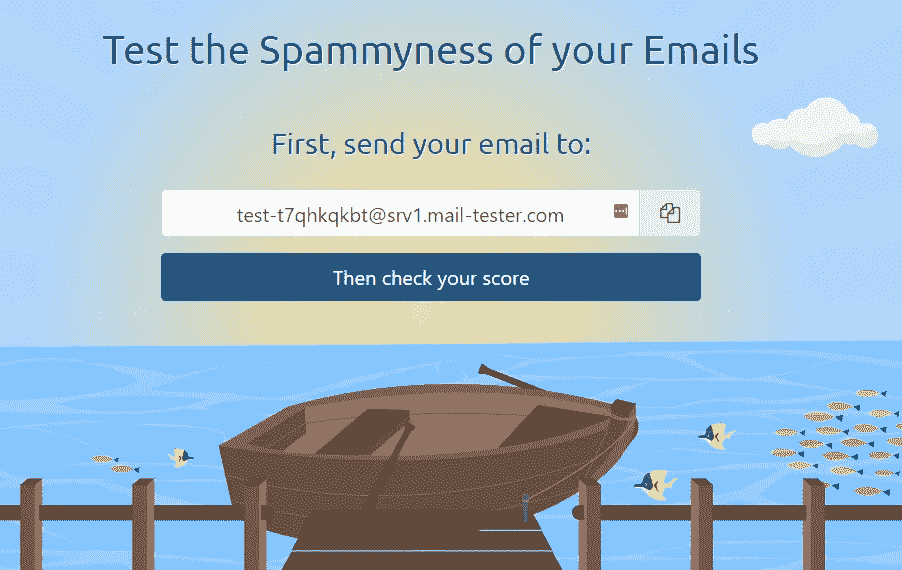 Test the Spammyness of your Emails
First, send your email to:
test-t7qhkqkbt@srv1.mail-tester.com
Then check your score